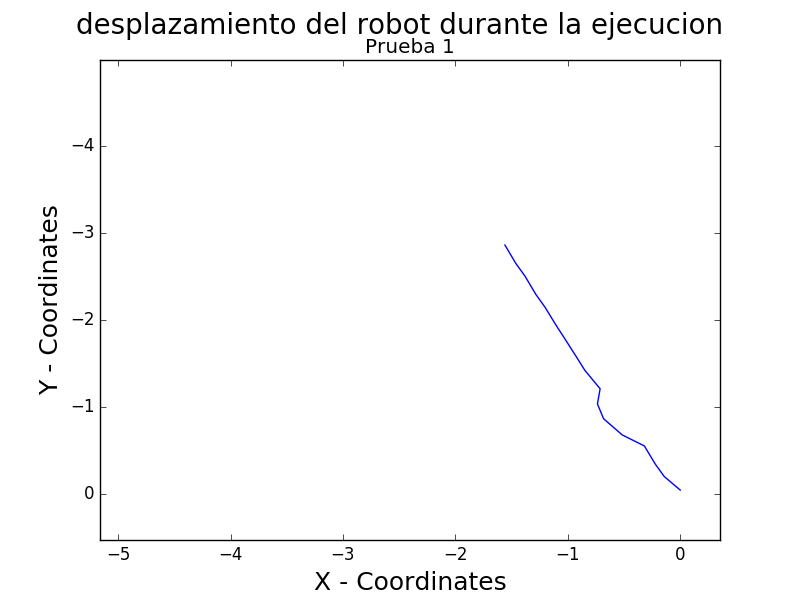 desplazamiento del robot durante la ejecucion
Prueba 1
−4
−3
−2
−1
0
Y - Coordinates
−5 −4 −3 −2 −1 0
X - Coordinates